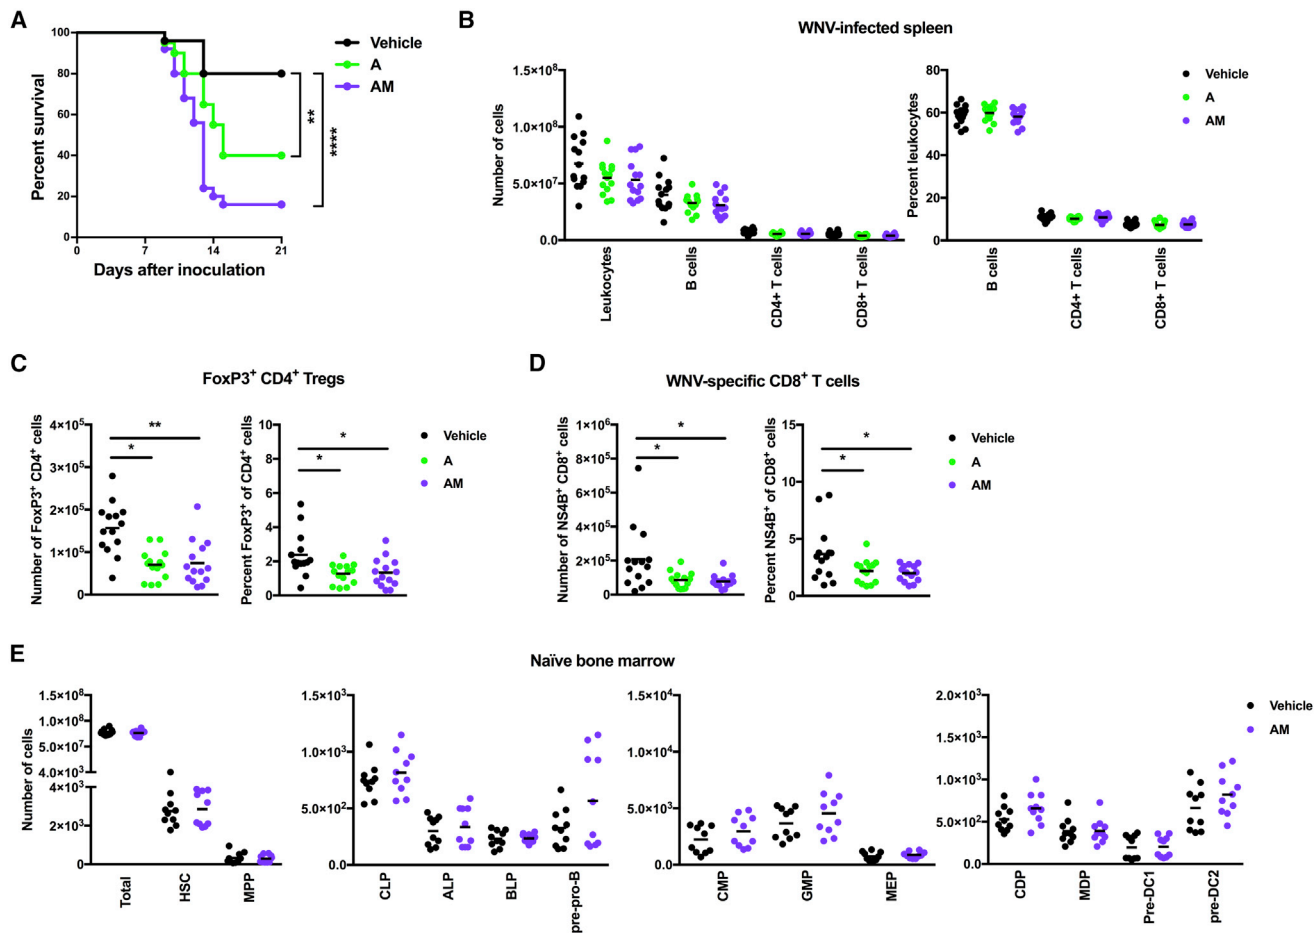 A
Percent survival
100
80
60
40
20
0
0
7
14
21
Days after inoculation
Vehicle
A
AM
**
****
B
WNV-infected spleen
Number of cells
1.5×10⁸
1.0×10⁸
5.0×10⁷
0.0
Leukocytes
B cells
CD4+ T cells
CD8+ T cells
Percent leukocytes
80
60
40
20
0
B cells
CD4+ T cells
CD8+ T cells
Vehicle
A
AM
C
FoxP3⁺ CD4⁺ Tregs
Number of FoxP3⁺ CD4⁺ cells
4×10⁵
3×10⁵
2×10⁵
1×10⁵
0
**
*
Percent FoxP3⁺ of CD4⁺ cells
10
8
6
4
2
0
*
*
Vehicle
A
AM
D
WNV-specific CD8⁺ T cells
Number of NS4B⁺ CD8⁺ cells
1×10⁶
8×10⁵
6×10⁵
4×10⁵
2×10⁵
0
*
*
Percent NS4B⁺ of CD8⁺ cells
15
10
5
0
*
*
Vehicle
A
AM
E
Naïve bone marrow
Number of cells
1.5×10⁸
1.0×10⁸
5.0×10⁷
4.0×10³
4×10³
2×10³
0
Total
HSC
MPP
1.5×10³
1.0×10³
5.0×10²
0.0
CLP
ALP
BLP
pre-pro-B
1.5×10⁴
1.0×10⁴
5.0×10³
0.0
CMP
GMP
MEP
2.0×10³
1.5×10³
1.0×10³
5.0×10²
0.0
CDP
MDP
Pre-DC1
pre-DC2
Vehicle
AM